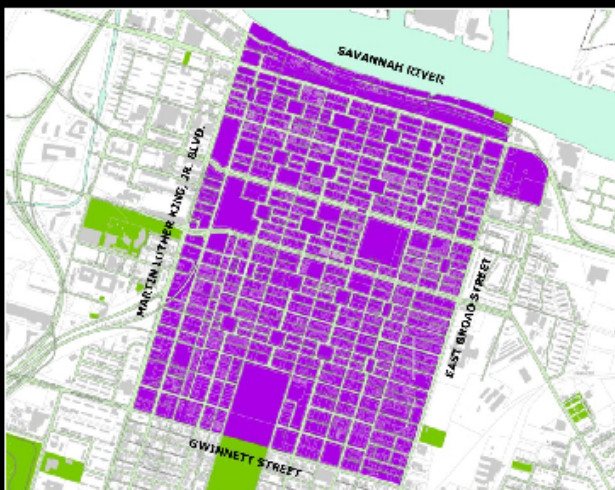 SAVANNAH RIVER
MARTIN LUTHER KING, JR. BLVD.
EAST BROAD STREET
GWINNETT STREET